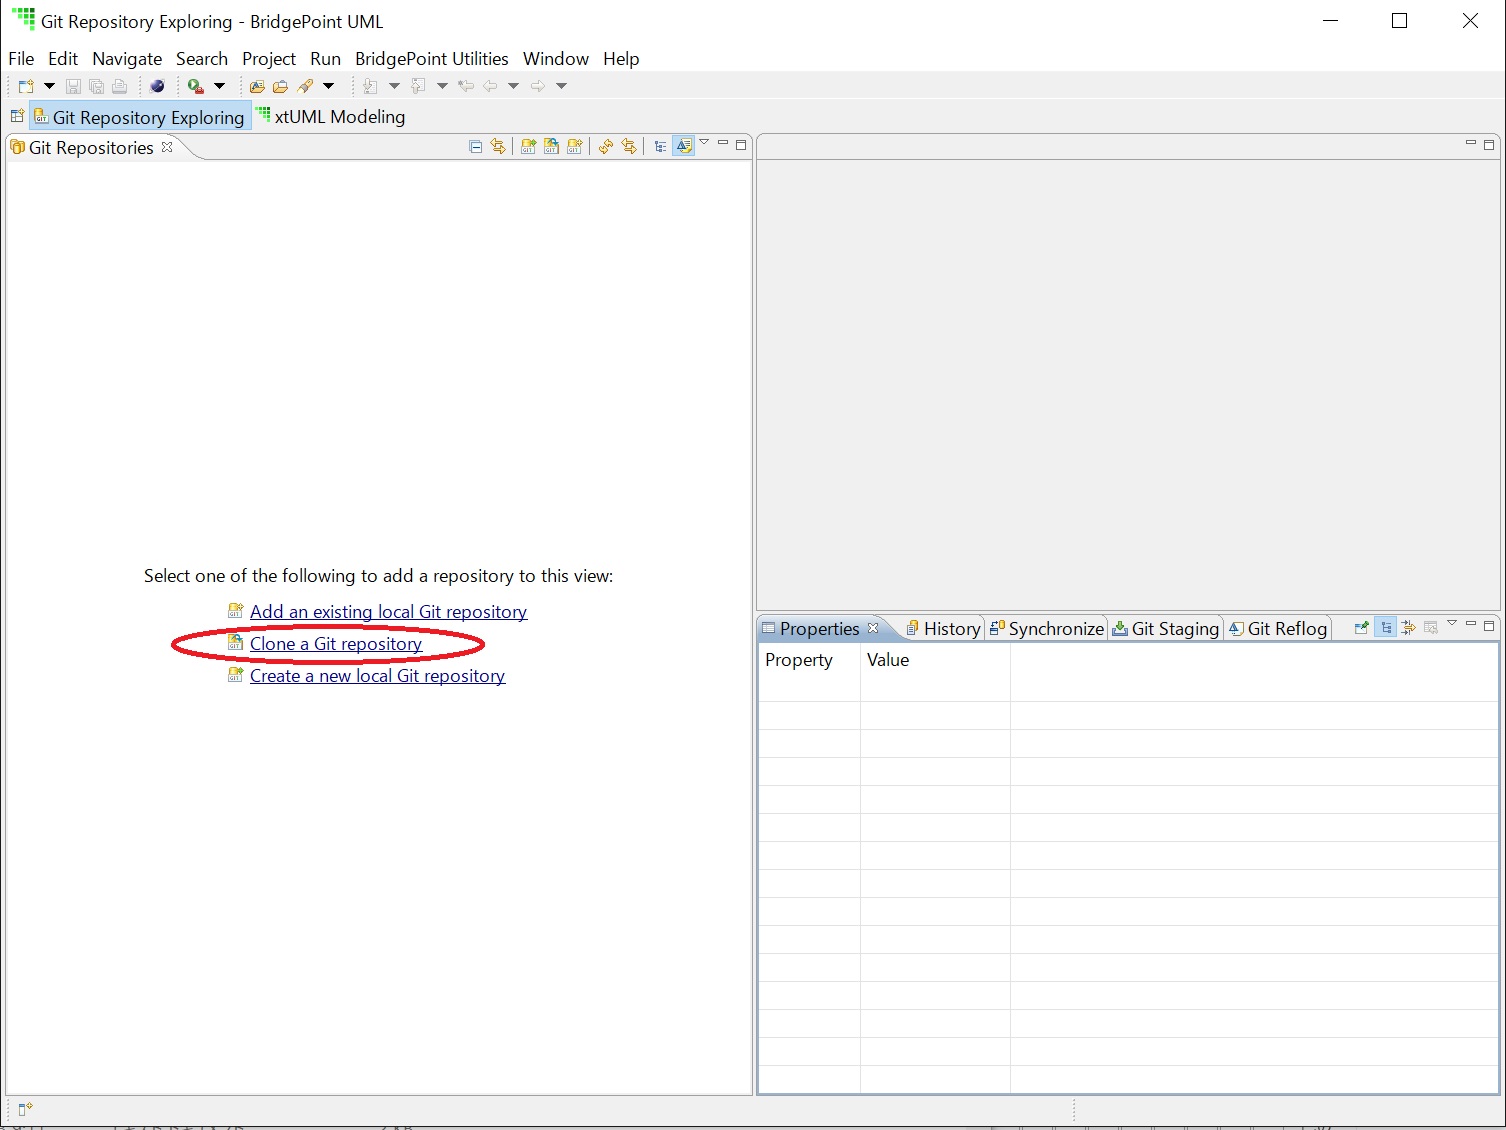 Git Repository Exploring - BridgePoint UML
File Edit Navigate Search Project Run BridgePoint Utilities Window Help
Git Repository Exploring xtUML Modeling
Git Repositories
Select one of the following to add a repository to this view:
Add an existing local Git repository
Clone a Git repository
Create a new local Git repository
Properties History Synchronize Git Staging Git Reflog
Property Value